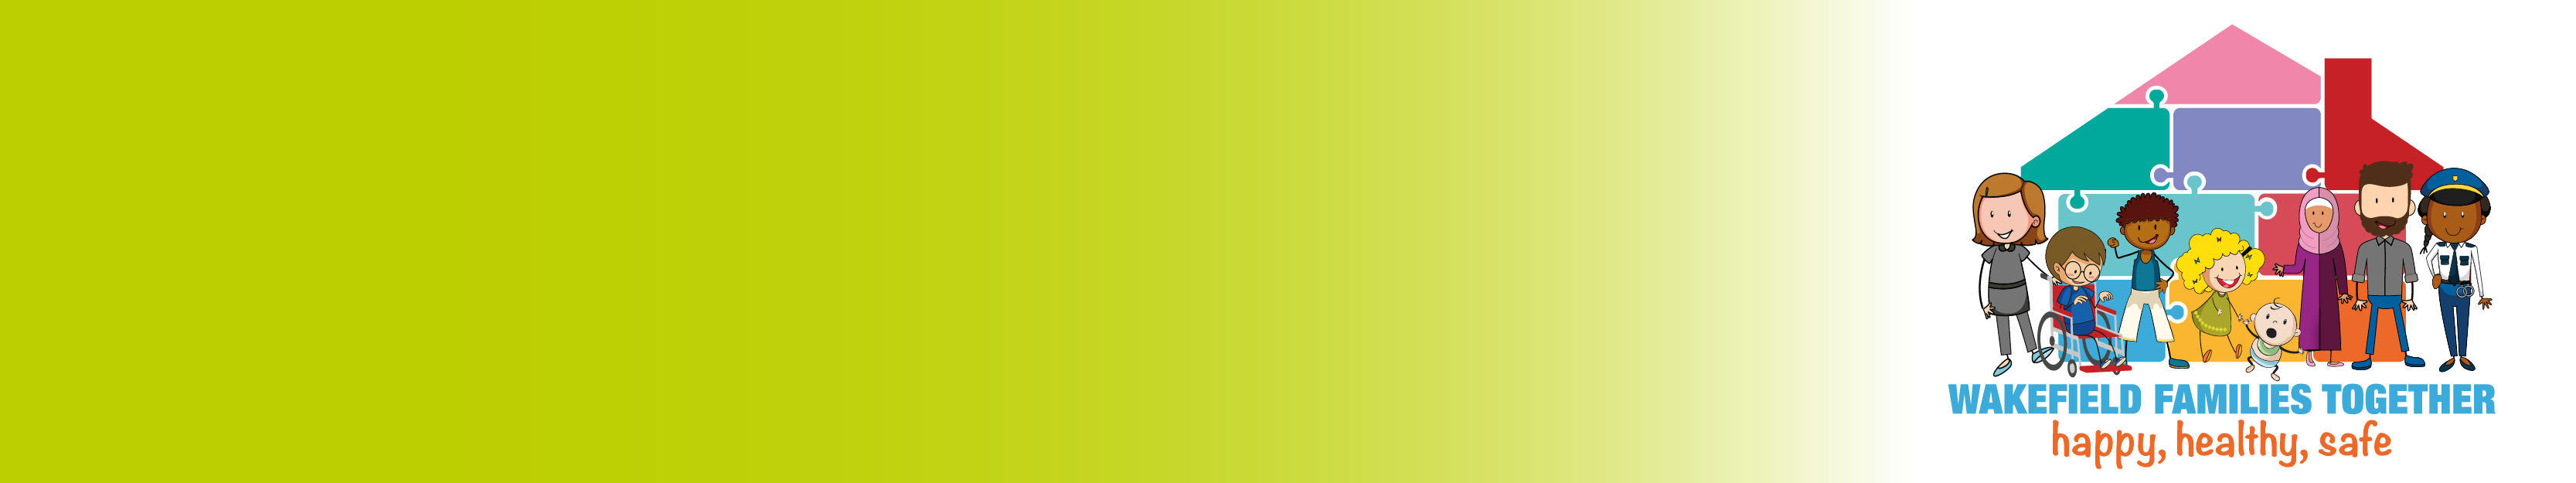 WAKEFIELD FAMILIES TOGETHER
happy, healthy, safe